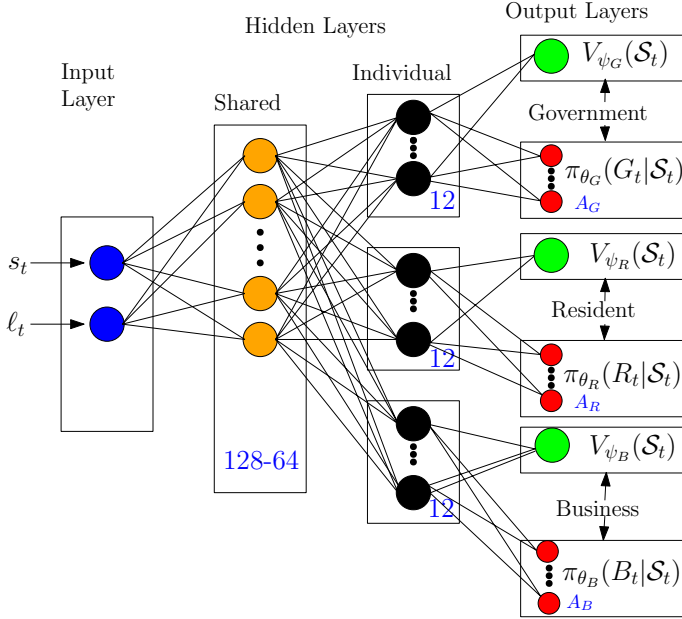 Output Layers
Hidden Layers
Input
Layer
Shared
Individual
s_t
ℓ_t
128-64
12
12
12
V_{ψ_G}(𝒮_t)
Government
π_{θ_G}(G_t|𝒮_t)
A_G
V_{ψ_R}(𝒮_t)
Resident
π_{θ_R}(R_t|𝒮_t)
A_R
V_{ψ_B}(𝒮_t)
Business
π_{θ_B}(B_t|𝒮_t)
A_B